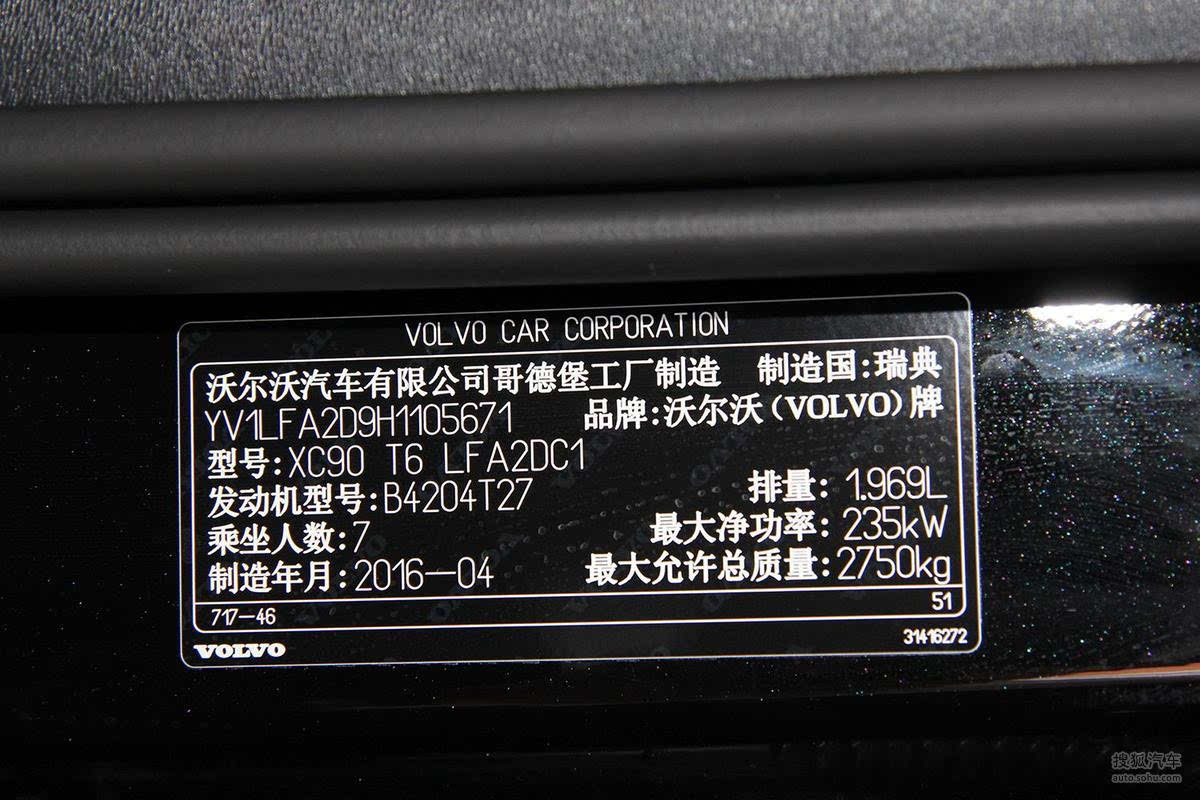 VOLVO CAR CORPORATION
沃尔沃汽车有限公司哥德堡工厂制造 制造国:瑞典
YV1LFA2D9H1105671 品牌:沃尔沃(VOLVO)牌
型号:XC90 T6 LFA2DC1
发动机型号:B4204T27 排量: 1.969L
乘坐人数:7 最大净功率: 235kW
制造年月:2016-04 最大允许总质量:2750kg
717-46 51
VOLVO 31416272
搜狐汽车
auto.sohu.com